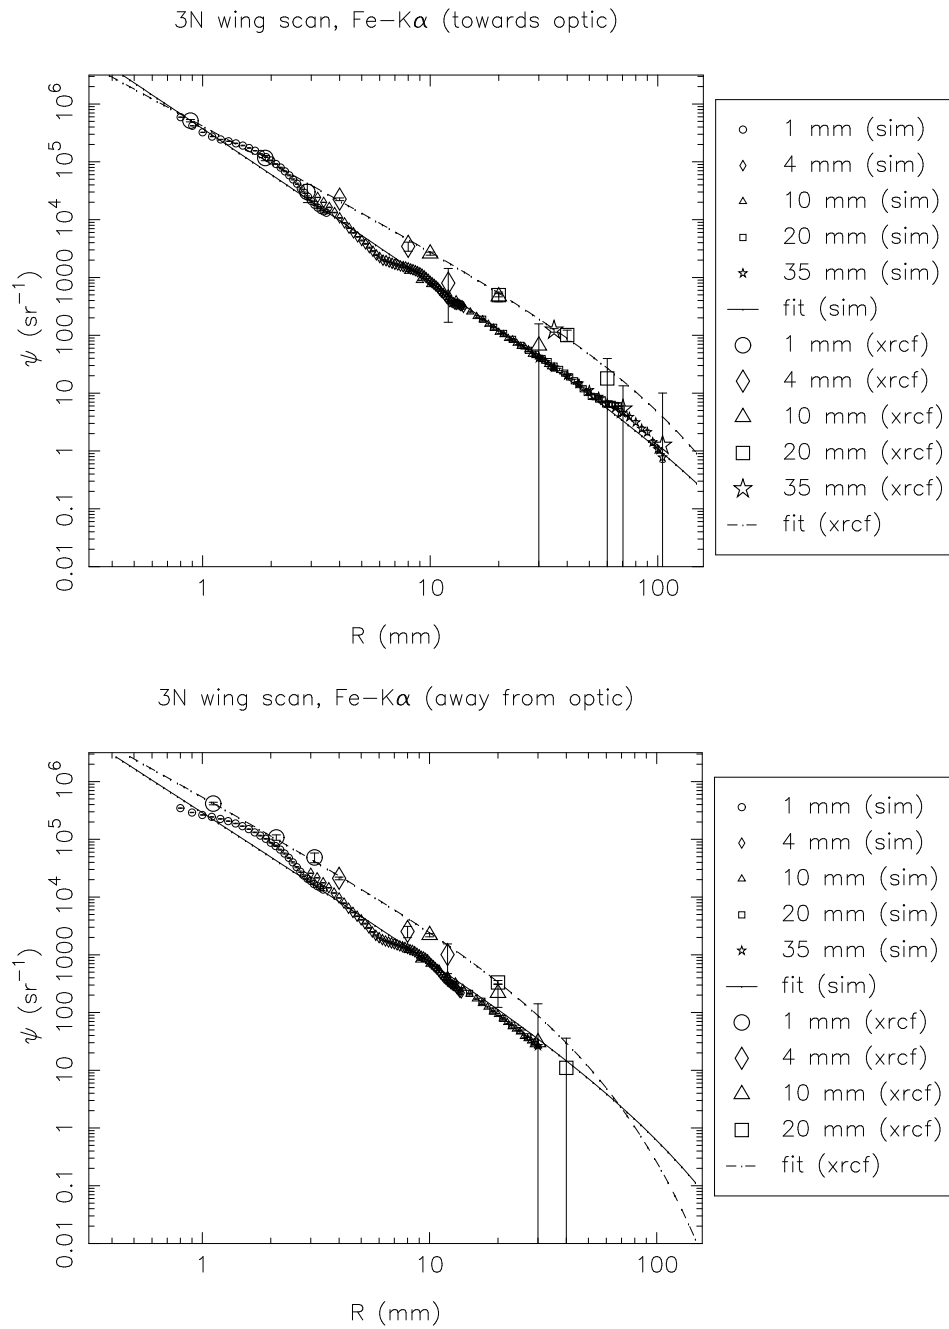 3N wing scan, Fe−Kα (towards optic)
10⁶
10⁵
10⁴
1000
100
10
1
0.1
0.01
ψ (sr⁻¹)
1 10 100
R (mm)
1 mm (sim)
4 mm (sim)
10 mm (sim)
20 mm (sim)
35 mm (sim)
fit (sim)
1 mm (xrcf)
4 mm (xrcf)
10 mm (xrcf)
20 mm (xrcf)
35 mm (xrcf)
fit (xrcf)
3N wing scan, Fe−Kα (away from optic)
10⁶
10⁵
10⁴
1000
100
10
1
0.1
0.01
ψ (sr⁻¹)
1 10 100
R (mm)
1 mm (sim)
4 mm (sim)
10 mm (sim)
20 mm (sim)
35 mm (sim)
fit (sim)
1 mm (xrcf)
4 mm (xrcf)
10 mm (xrcf)
20 mm (xrcf)
fit (xrcf)